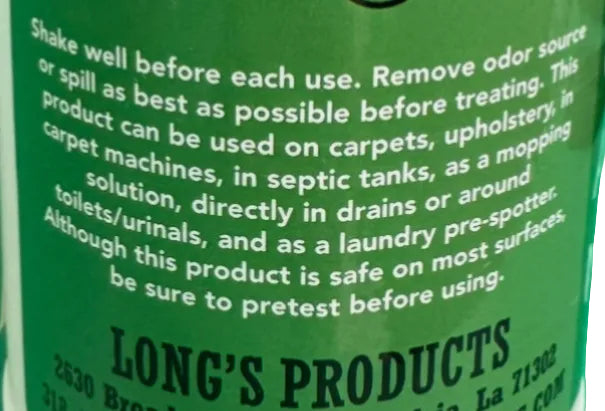 Shake well before each use. Remove odor source
or spill as best as possible before treating. This
product can be used on carpets, upholstery, in
carpet machines, in septic tanks, as a mopping
solution, directly in drains or around
toilets/urinals, and as a laundry pre-spotter.
Although this product is safe on most surfaces,
be sure to pretest before using.
LONG'S PRODUCTS
2630 La 71302